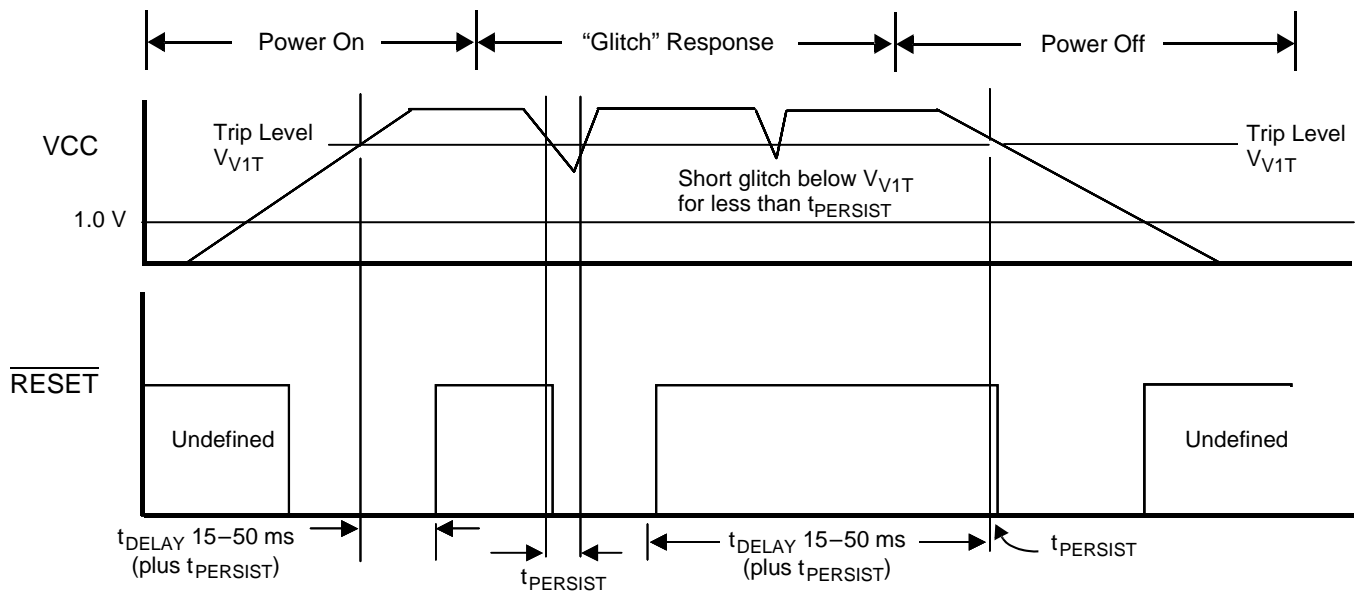 Power On
“Glitch” Response
Power Off
VCC
Trip Level
VV1T
Trip Level
VV1T
Short glitch below VV1T
for less than tPERSIST
1.0 V
RESET
Undefined
Undefined
tDELAY 15−50 ms
(plus tPERSIST)
tPERSIST
tDELAY 15−50 ms
(plus tPERSIST)
tPERSIST